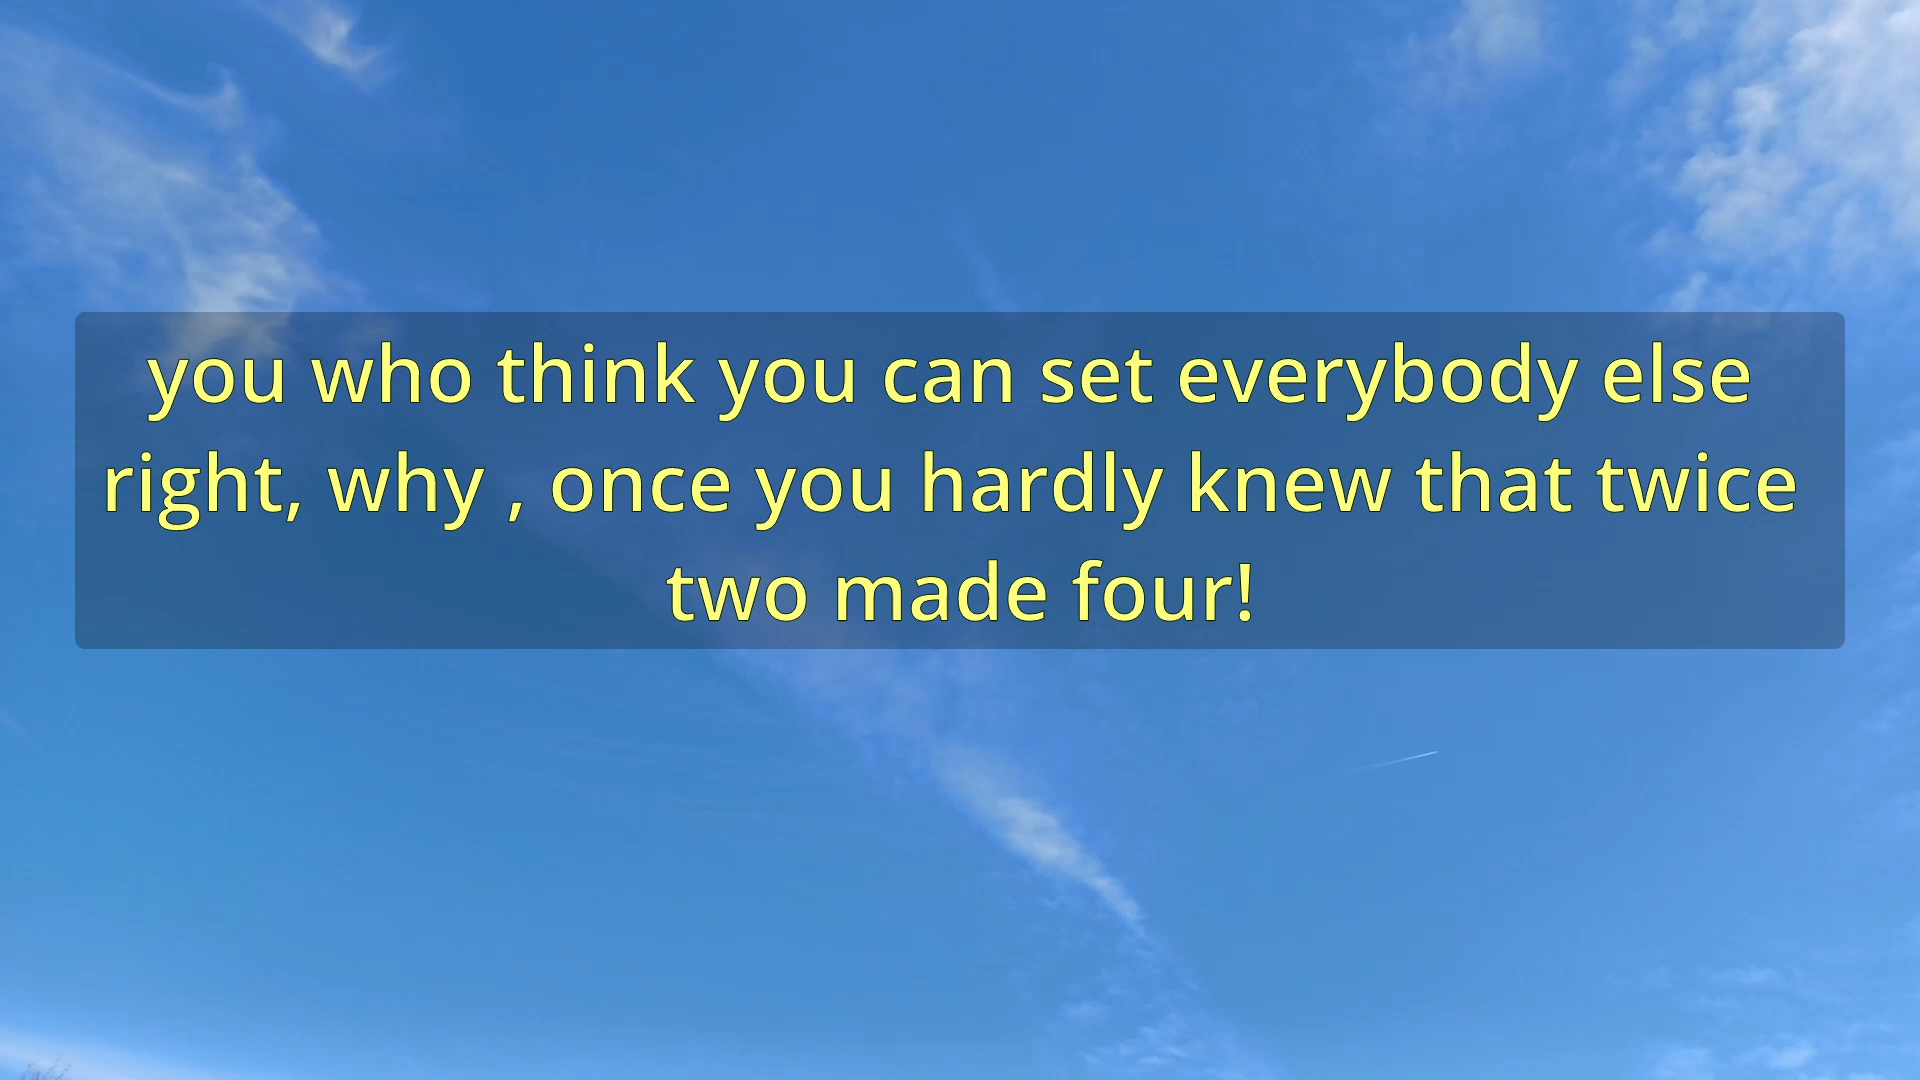 you who think you can set everybody else
right, why , once you hardly knew that twice
two made four!